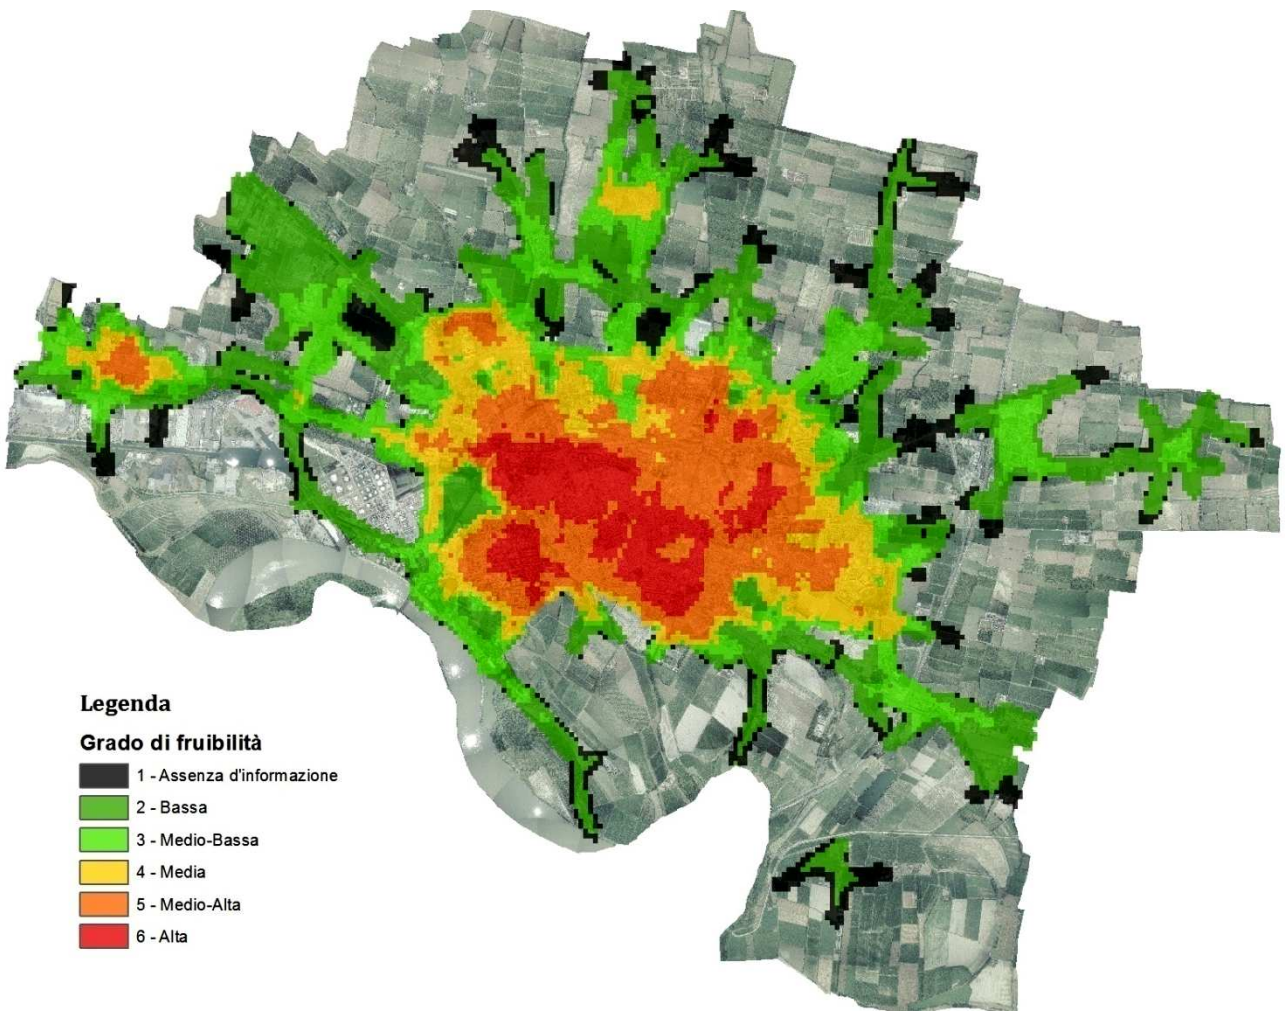 Legenda
Grado di fruibilità
1 - Assenza d'informazione
2 - Bassa
3 - Medio-Bassa
4 - Media
5 - Medio-Alta
6 - Alta